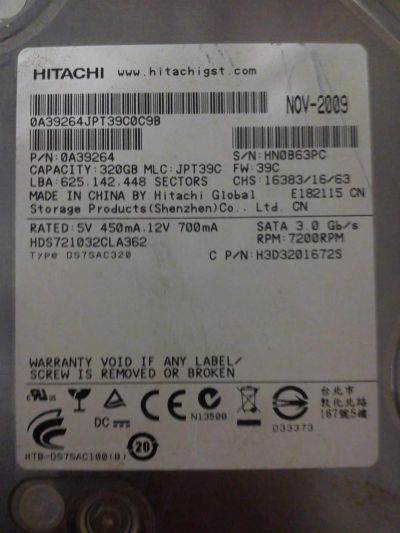 HITACHI www.hitachigst.com
NOV-2009
0A39264JPT39C0C9B
P/N:0A39264 S/N:HN0B63PC
CAPACITY:320GB MLC:JPT39C FW:39C
LBA:625.142.448 SECTORS CHS:16383/16/63
MADE IN CHINA BY Hitachi Global E182115 CN
Storage Products(Shenzhen)Co.. Ltd. CN
RATED:5V 450mA.12V 700mA SATA 3.0 Gb/s
HDS721032CLA362 RPM:7200RPM
Type DS7SAC320 C P/N:H3D3201672S
WARRANTY VOID IF ANY LABEL/
SCREW IS REMOVED OR BROKEN
DC
N13508
D33373
台北市
敦化北路
167號5樓
20
HTB-DS7SAC100(B)